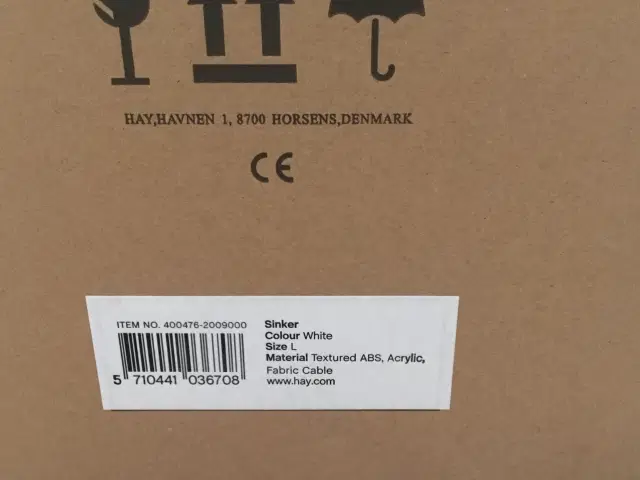 HAY,HAVNEN 1, 8700 HORSENS,DENMARK
CE
ITEM NO. 400476-2009000
5 710441 036708
Sinker
Colour White
Size L
Material Textured ABS, Acrylic,
Fabric Cable
www.hay.com